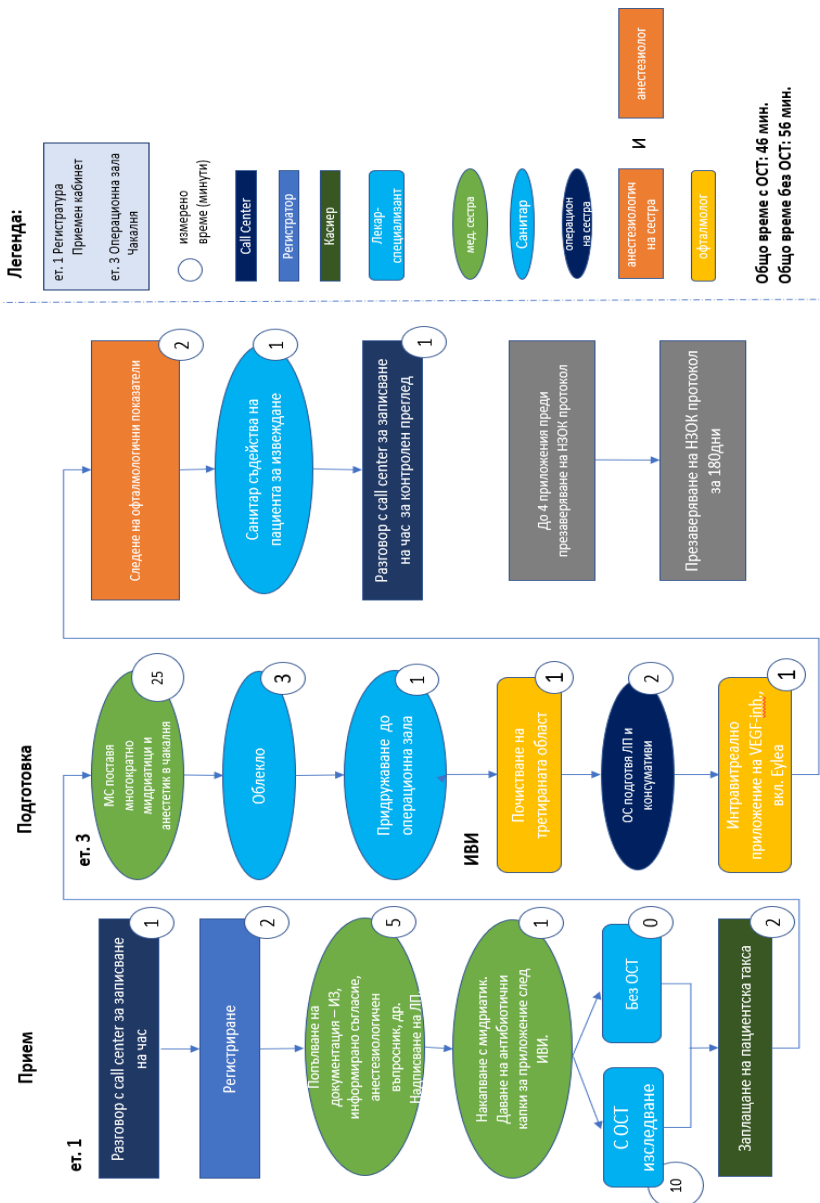 Прием
ет. 1
Разговор с call center за записване
на час
1
Регистриране
2
Попълване на
документация – ИЗ,
информирано съгласие,
анестезиологичен
въпросник, др.
Надписване на ЛП.
5
Накапване с мидриатик.
Даване на антибиотични
капки за приложение след
ИВИ.
1
С ОСТ
изследване
10
Без ОСТ
0
Заплащане на пациентска такса
2
Подготовка
ет. 3
МС поставя
многократно
мидриатици и
анестетик в чакалня
25
Облекло
3
Придружаване до
операционна зала
1
ИВИ
Почистване на
третираната област
1
ОС подготвя ЛП и
консумативи
2
Интравитреално
приложение на VEGF-inh.,
вкл. Eylea
1
Следене на офталмологични показатели
2
Санитар съдейства на
пациента за извеждане
1
Разговор с call center за записване
на час за контролен преглед
1
До 4 приложения преди
презаверяване на НЗОК протокол
Презаверяване на НЗОК протокол
за 180дни
Легенда:
ет. 1 Регистратура
Приемен кабинет
ет. 3 Операционна зала
Чакалня
измерено
време (минути)
Call Center
Регистратор
Касиер
Лекар-
специализант
мед. сестра
Санитар
операцион
на сестра
анестезиологич
на сестра
И
анестезиолог
офталмолог
Общо време с ОСТ: 46 мин.
Общо време без ОСТ: 56 мин.